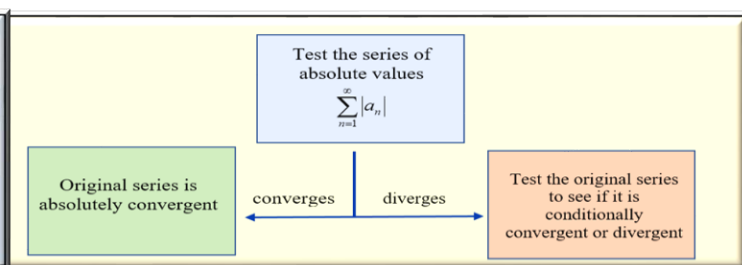 Test the series of
absolute values
∞
∑|aₙ|
n=1
Original series is
absolutely convergent
converges
diverges
Test the original series
to see if it is
conditionally
convergent or divergent